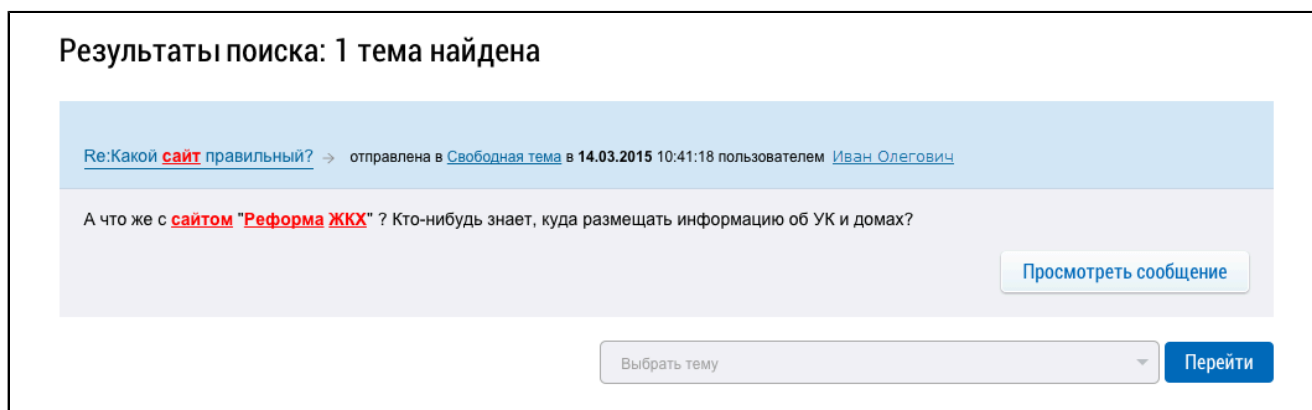 Результаты поиска: 1 тема найдена
Re:Какой сайт правильный? → отправлена в Свободная тема в 14.03.2015 10:41:18 пользователем Иван Олегович
А что же с сайтом "Реформа ЖКХ" ? Кто-нибудь знает, куда размещать информацию об УК и домах?
Просмотреть сообщение
Выбрать тему
Перейти